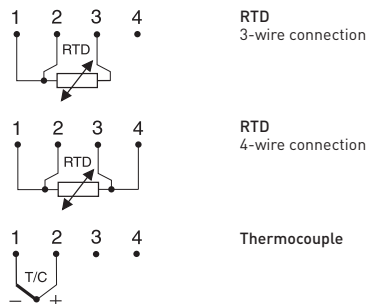 1 2 3 4
RTD
RTD
3-wire connection
1 2 3 4
RTD
RTD
4-wire connection
1 2 3 4
T/C
− +
Thermocouple